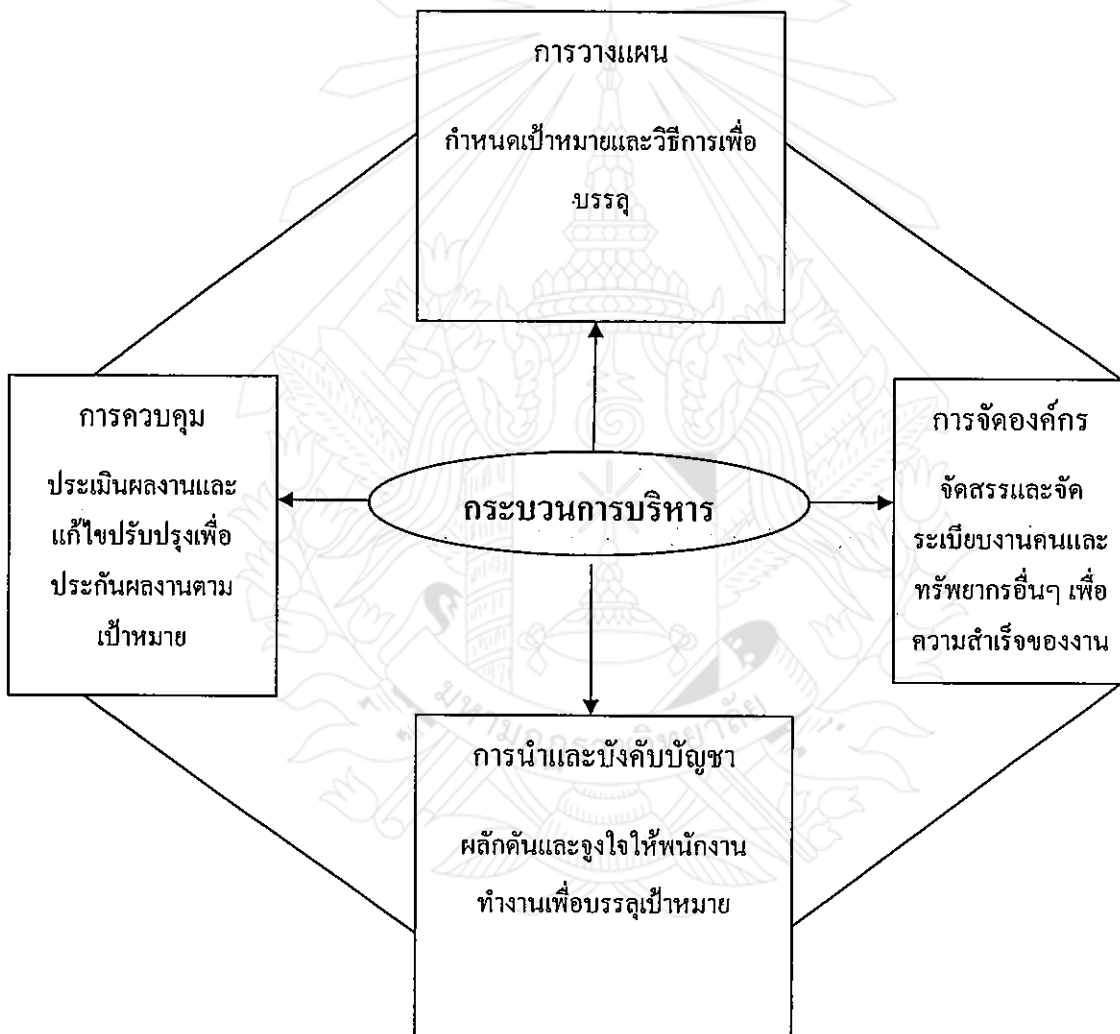 การวางแผน
กำหนดเป้าหมายและวิธีการเพื่อ
บรรลุ
การควบคุม
ประเมินผลงานและ
แก้ไขปรับปรุงเพื่อ
ประกันผลงานตาม
เป้าหมาย
กระบวนการบริหาร
การจัดองค์กร
จัดสรรและจัด
ระเบียบงานคนและ
ทรัพยากรอื่นๆ เพื่อ
ความสำเร็จของงาน
การนำและบังคับบัญชา
ผลักดันและจูงใจให้พนักงาน
ทำงานเพื่อบรรลุเป้าหมาย